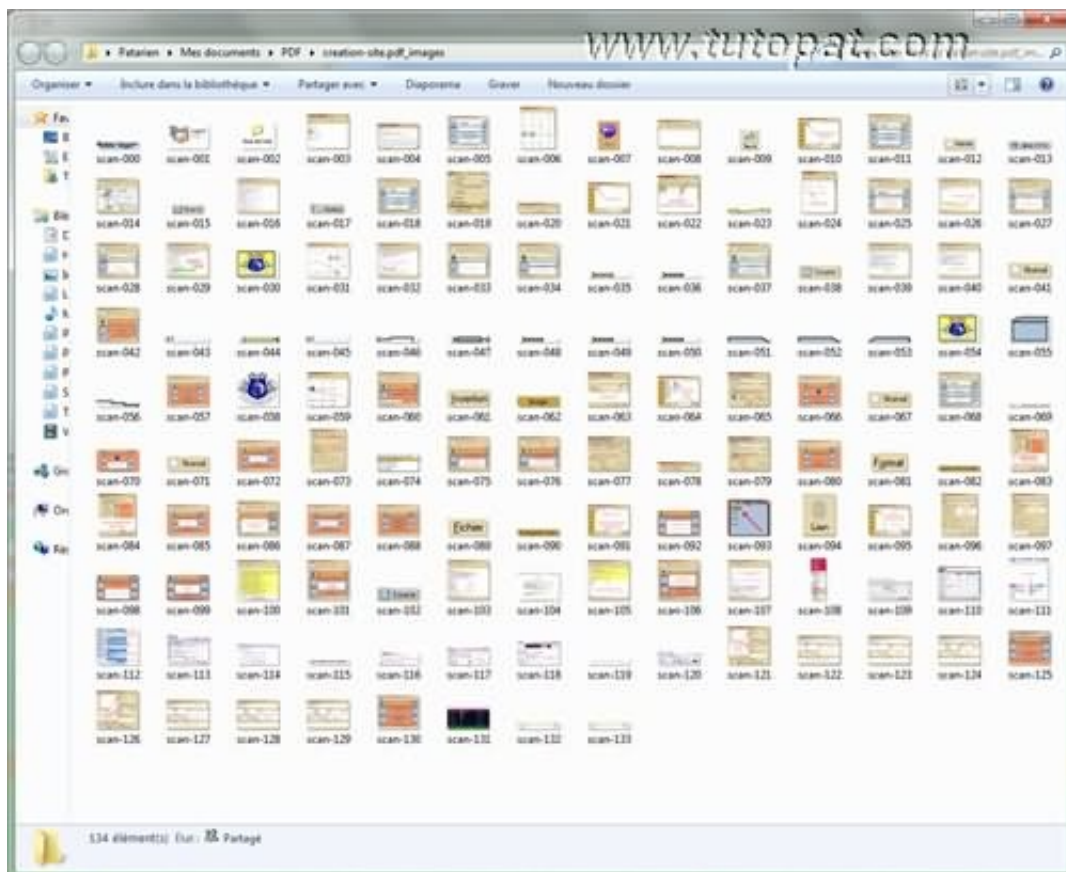 www.tutopat.com
Patarien Mes documents PDF creation-site.pdf_images
Organiser Inclure dans la bibliothèque Partager avec Diaporama Graver Nouveau dossier
scan-000 scan-001 scan-002 scan-003 scan-004 scan-005 scan-006 scan-007 scan-008 scan-009 scan-010 scan-011 scan-012 scan-013
scan-014 scan-015 scan-016 scan-017 scan-018 scan-019 scan-020 scan-021 scan-022 scan-023 scan-024 scan-025 scan-026 scan-027
scan-028 scan-029 scan-030 scan-031 scan-032 scan-033 scan-034 scan-035 scan-036 scan-037 scan-038 scan-039 scan-040 scan-041
scan-042 scan-043 scan-044 scan-045 scan-046 scan-047 scan-048 scan-049 scan-050 scan-051 scan-052 scan-053 scan-054 scan-055
Insertion Format
scan-056 scan-057 scan-058 scan-059 scan-060 scan-061 scan-062 scan-063 scan-064 scan-065 scan-066 scan-067 scan-068 scan-069
scan-070 scan-071 scan-072 scan-073 scan-074 scan-075 scan-076 scan-077 scan-078 scan-079 scan-080 scan-081 scan-082 scan-083
Fichier Lien
scan-084 scan-085 scan-086 scan-087 scan-088 scan-089 scan-090 scan-091 scan-092 scan-093 scan-094 scan-095 scan-096 scan-097
scan-098 scan-099 scan-100 scan-101 scan-102 scan-103 scan-104 scan-105 scan-106 scan-107 scan-108 scan-109 scan-110 scan-111
scan-112 scan-113 scan-114 scan-115 scan-116 scan-117 scan-118 scan-119 scan-120 scan-121 scan-122 scan-123 scan-124 scan-125
scan-126 scan-127 scan-128 scan-129 scan-130 scan-131 scan-132 scan-133
134 élément(s) État : Partagé